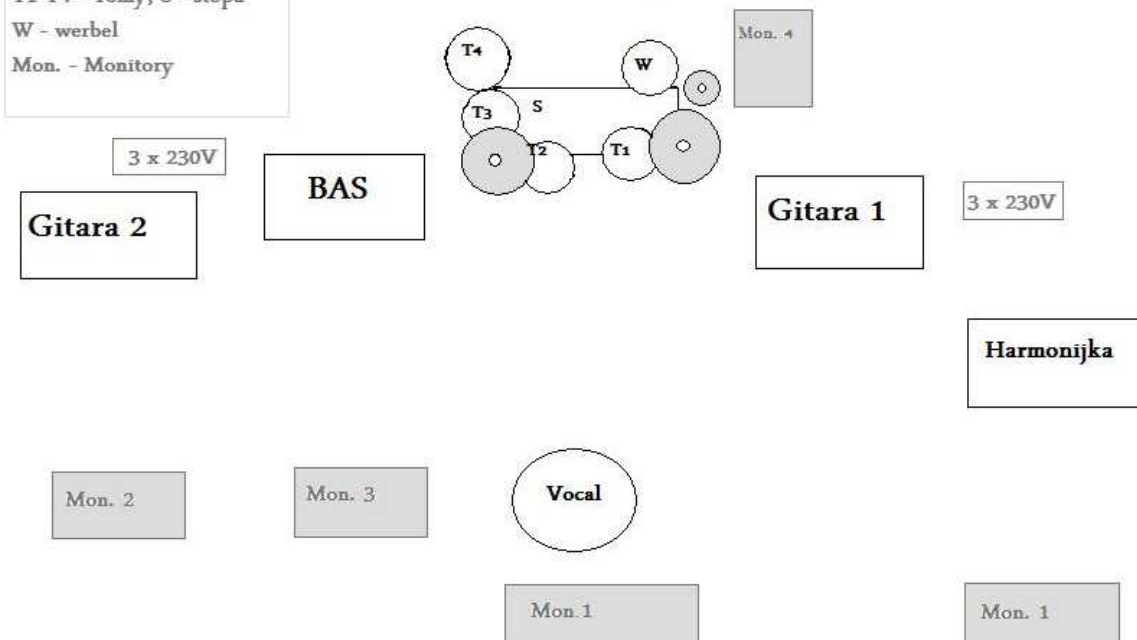 W - werbel
Mon. - Monitory
T4
W
Mon. 4
T3
S
T2
T1
3 x 230V
BAS
Gitara 2
Gitara 1
3 x 230V
Harmonijka
Mon. 2
Mon. 3
Vocal
Mon.1
Mon. 1